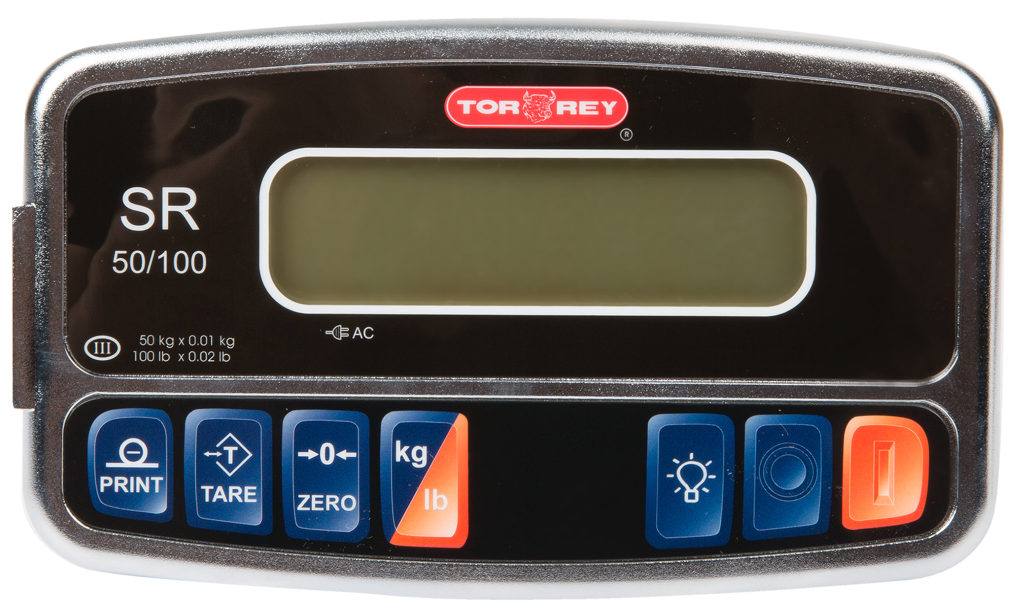 TOR REY
®
SR
50/100
AC
III 50 kg x 0.01 kg
100 lb x 0.02 lb
PRINT
T
TARE
0
ZERO
kg
lb